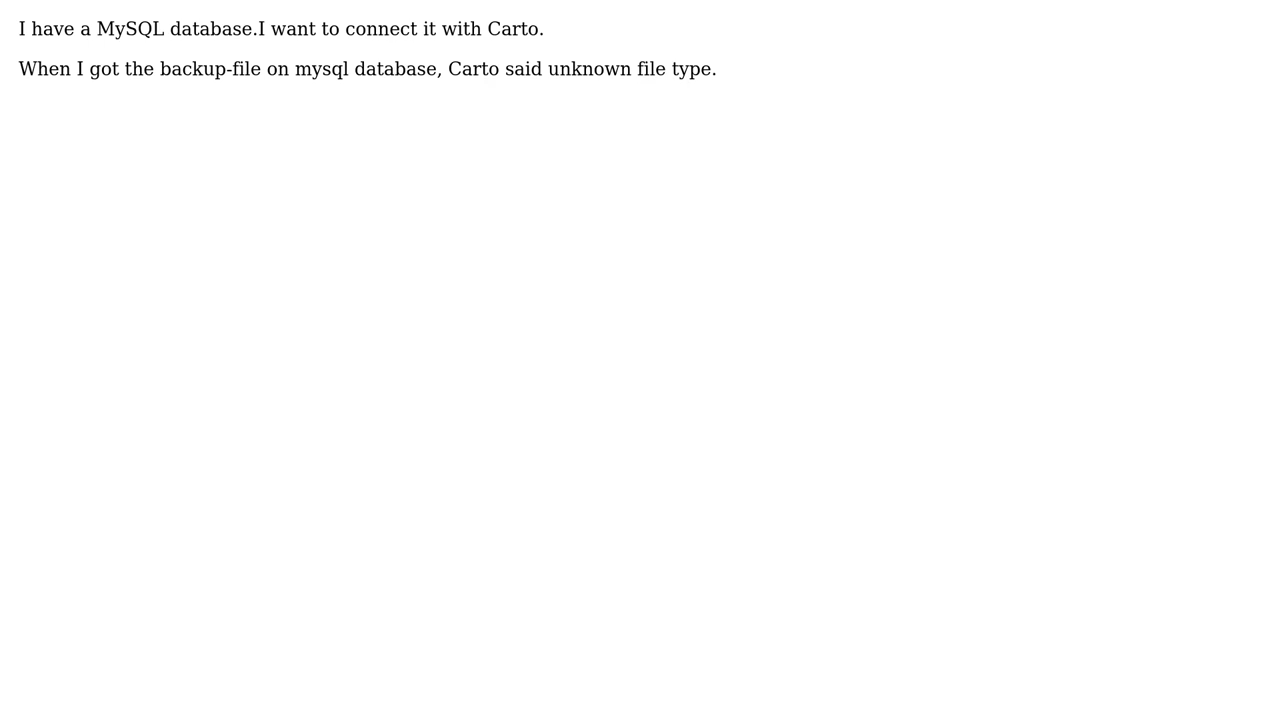 I have a MySQL database.I want to connect it with Carto.
When I got the backup-file on mysql database, Carto said unknown file type.